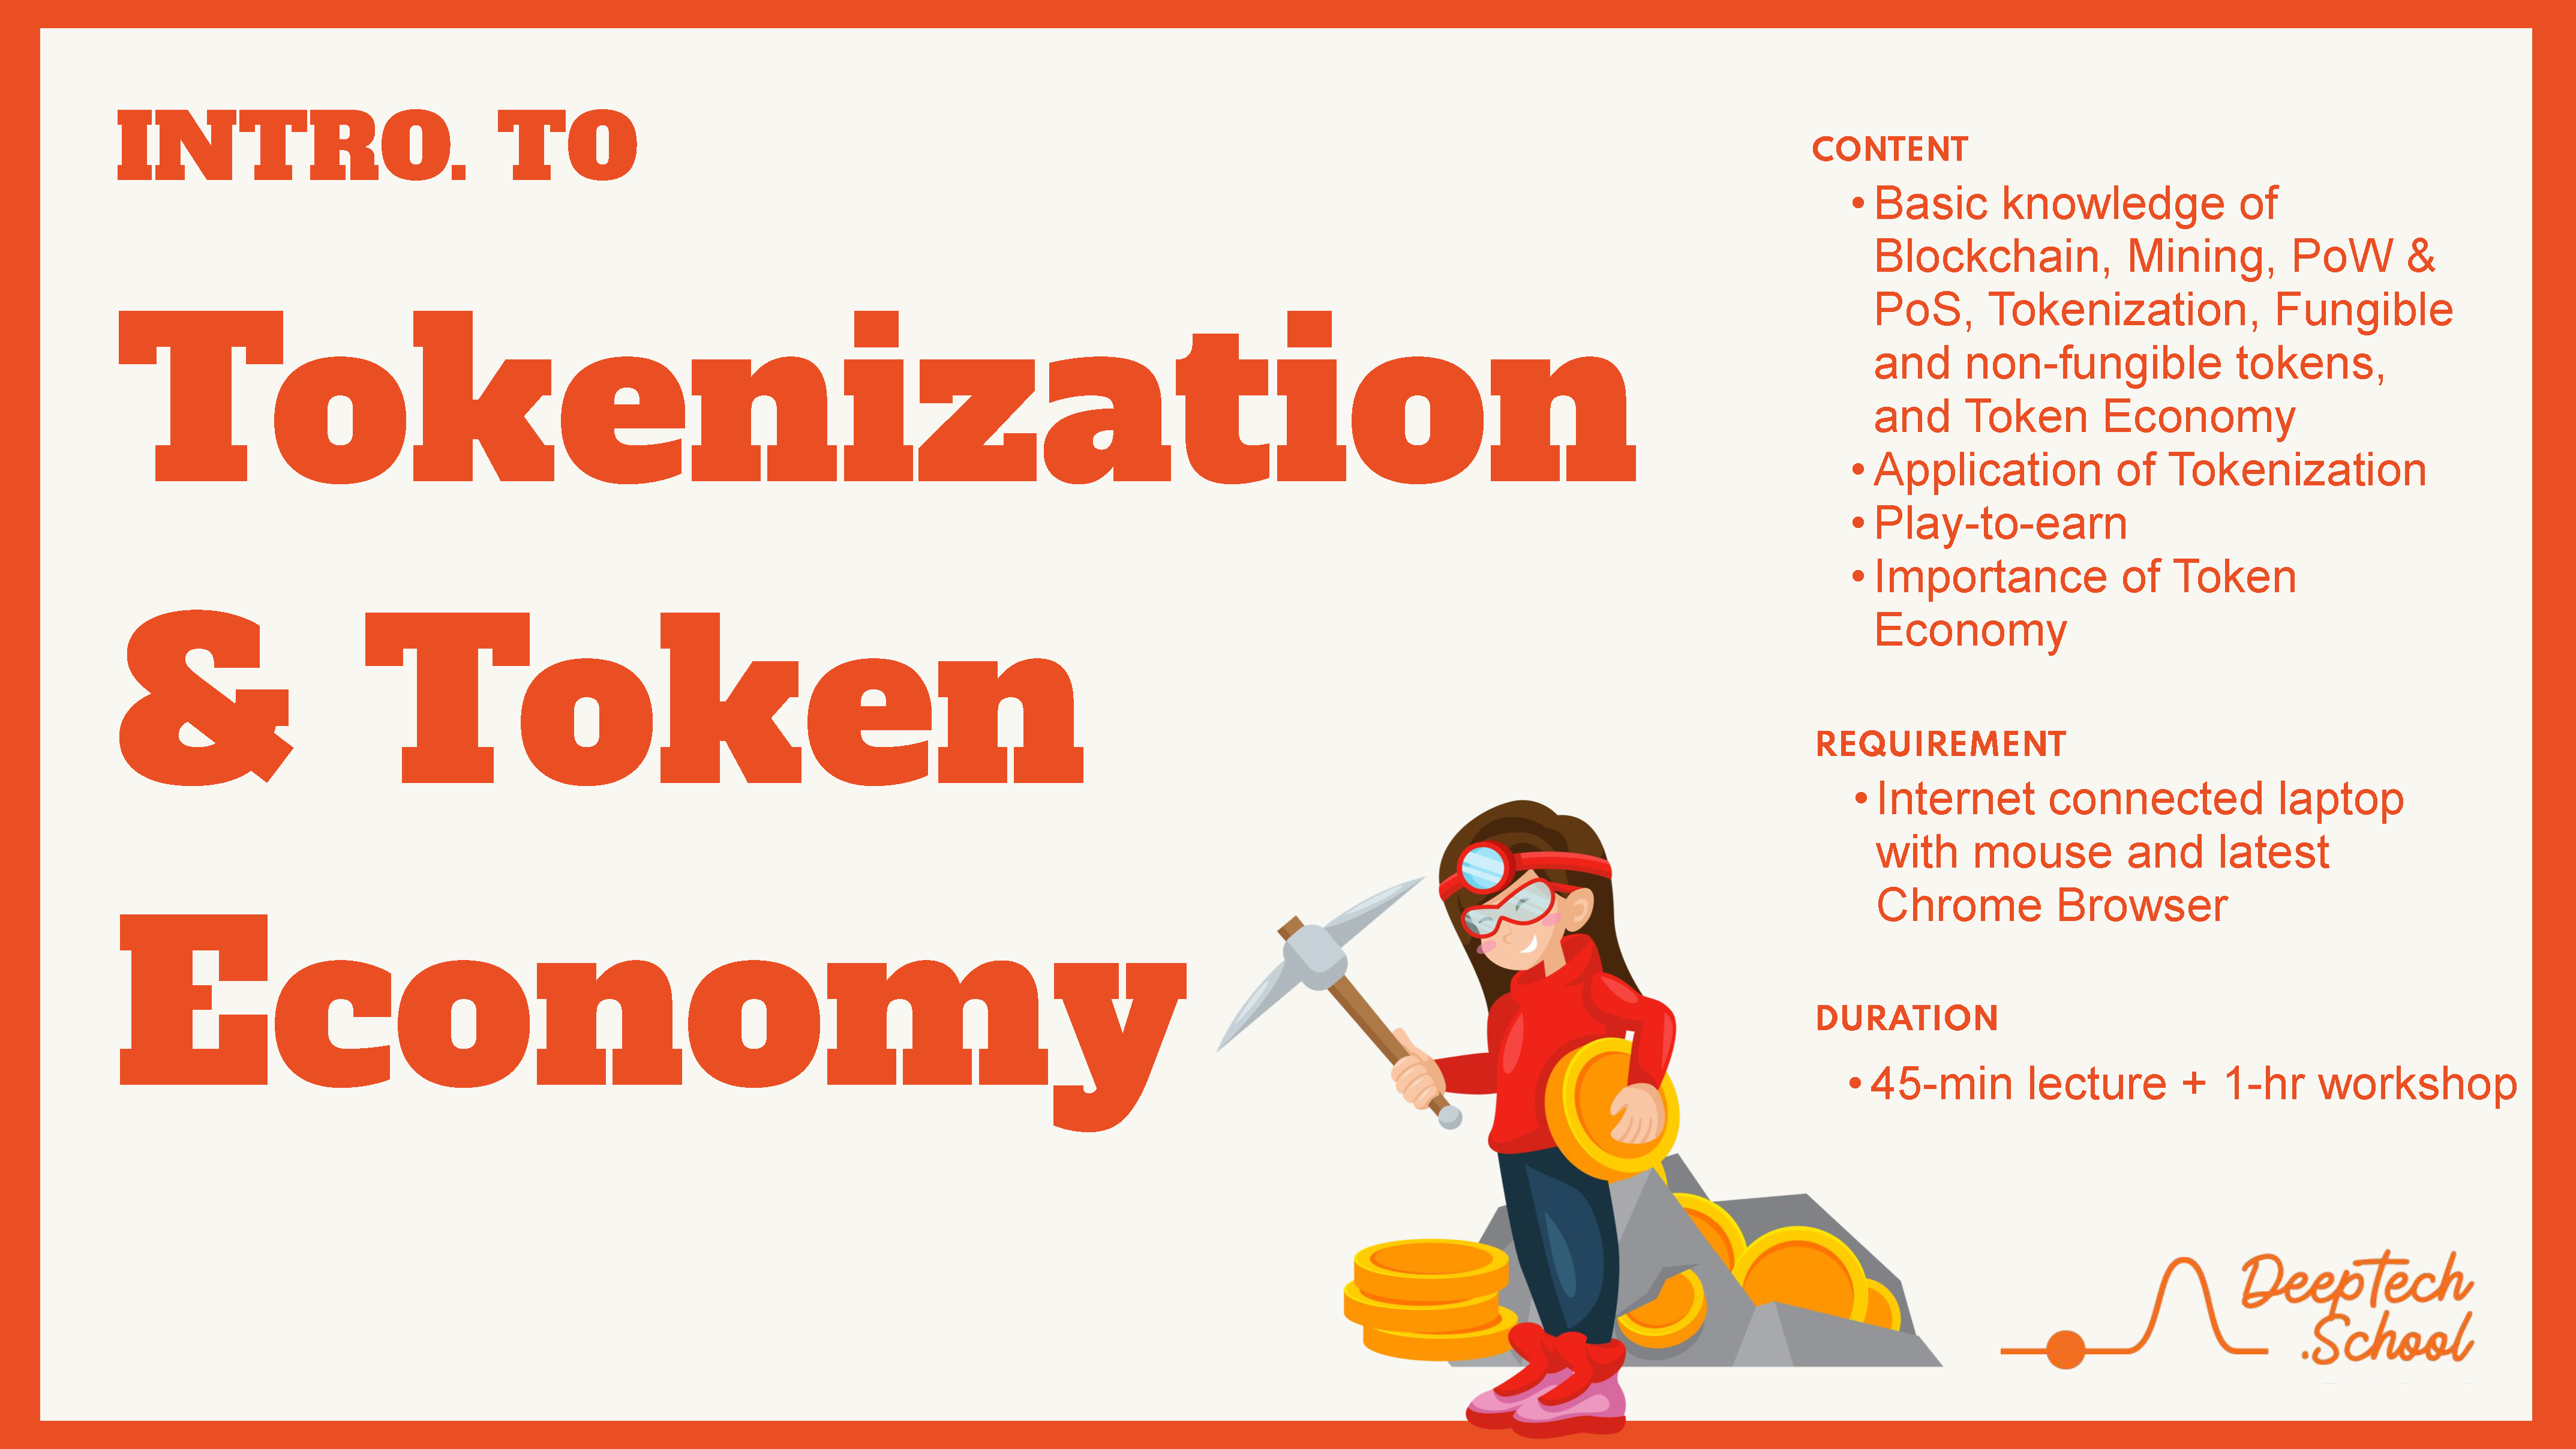 INTRO. TO
Tokenization
& Token
Economy
CONTENT
• Basic knowledge of
Blockchain, Mining, PoW &
PoS, Tokenization, Fungible
and non-fungible tokens,
and Token Economy
• Application of Tokenization
• Play-to-earn
• Importance of Token
Economy
REQUIREMENT
• Internet connected laptop
with mouse and latest
Chrome Browser
DURATION
• 45-min lecture + 1-hr workshop
DeepTech
.School